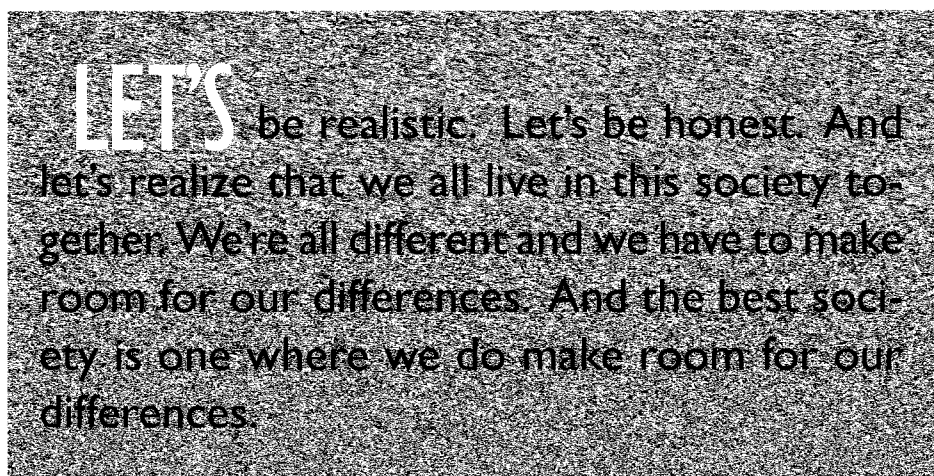 LET'S be realistic. Let's be honest. And
let's realize that we all live in this society to-
gether. We're all different and we have to make
room for our differences. And the best soci-
ety is one where we do make room for our
differences.